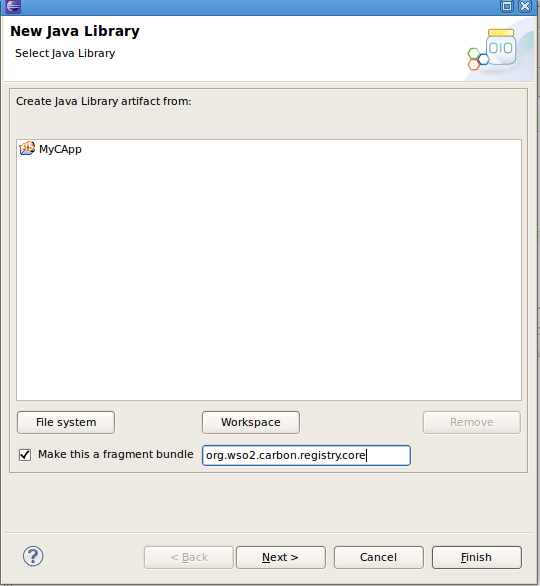 New Java Library
Select Java Library
Create Java Library artifact from:
MyCApp
File system
Workspace
Remove
Make this a fragment bundle
org.wso2.carbon.registry.core
?
< Back
Next >
Cancel
Finish